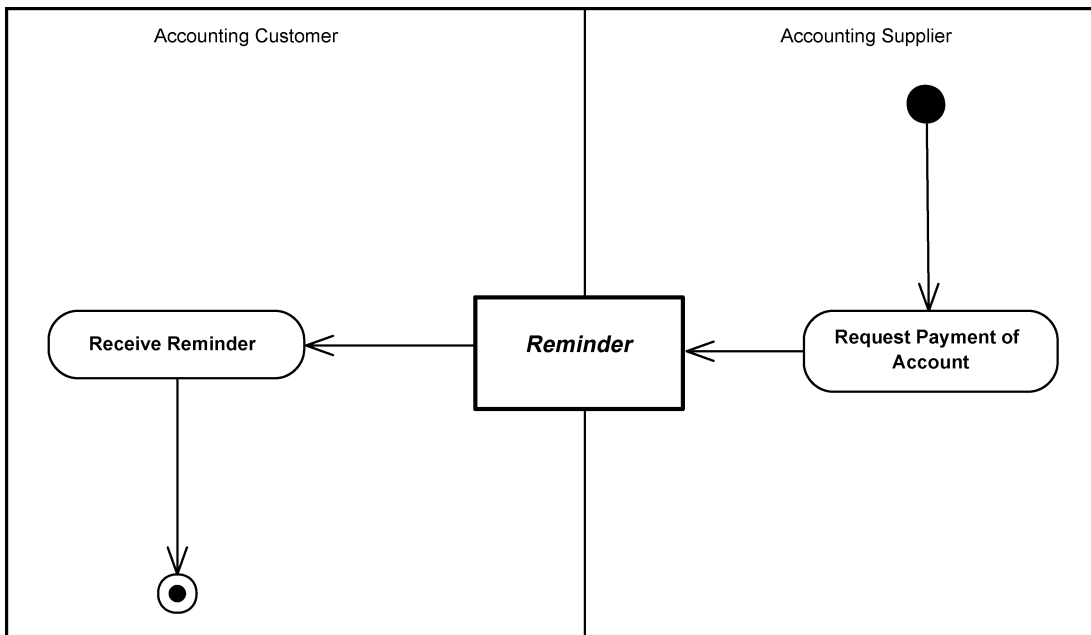 Accounting Customer
Accounting Supplier
Receive Reminder
Reminder
Request Payment of
Account